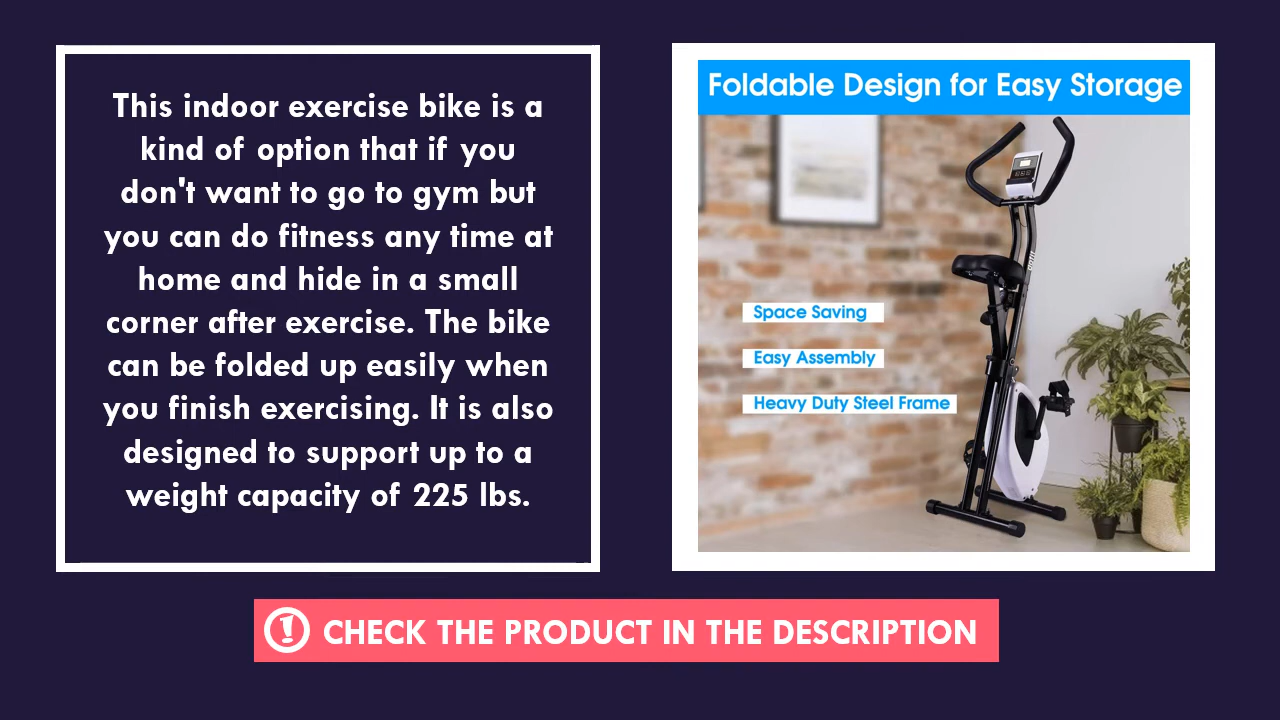 This indoor exercise bike is a
kind of option that if you
don't want to go to gym but
you can do fitness any time at
home and hide in a small
corner after exercise. The bike
can be folded up easily when
you finish exercising. It is also
designed to support up to a
weight capacity of 225 lbs.
Foldable Design for Easy Storage
Space Saving
Easy Assembly
Heavy Duty Steel Frame
CHECK THE PRODUCT IN THE DESCRIPTION